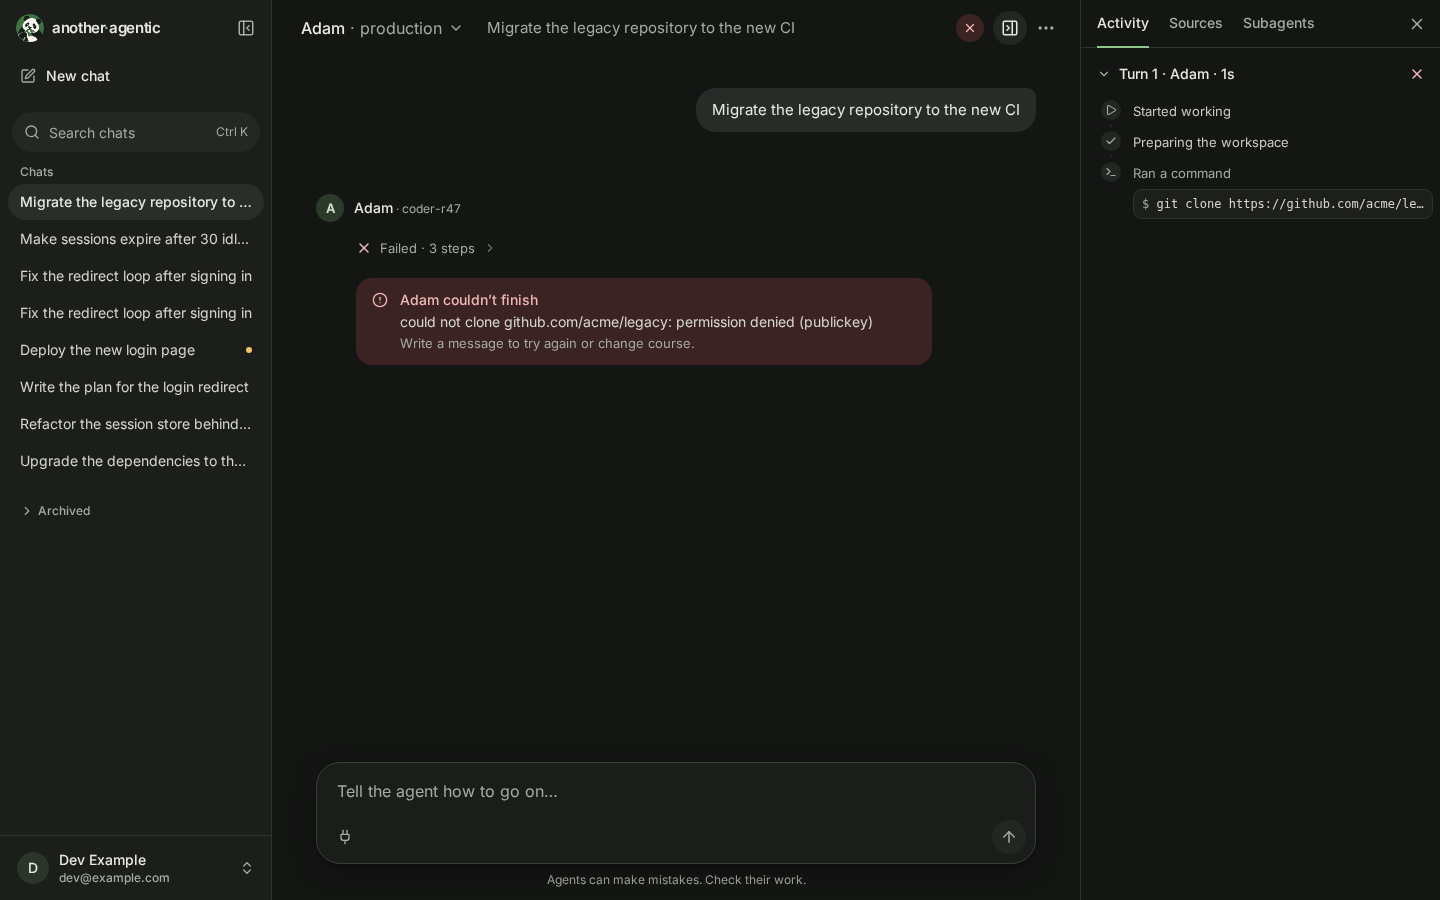 another·agentic
New chat
Search chats Ctrl K
Chats
Migrate the legacy repository to ...
Make sessions expire after 30 idl...
Fix the redirect loop after signing in
Fix the redirect loop after signing in
Deploy the new login page
Write the plan for the login redirect
Refactor the session store behind...
Upgrade the dependencies to th...
Archived
D
Dev Example
dev@example.com
Adam · production
Migrate the legacy repository to the new CI
Migrate the legacy repository to the new CI
A
Adam · coder-r47
Failed · 3 steps
Adam couldn’t finish
could not clone github.com/acme/legacy: permission denied (publickey)
Write a message to try again or change course.
Tell the agent how to go on...
Agents can make mistakes. Check their work.
Activity Sources Subagents
Turn 1 · Adam · 1s
Started working
Preparing the workspace
Ran a command
$ git clone https://github.com/acme/le…